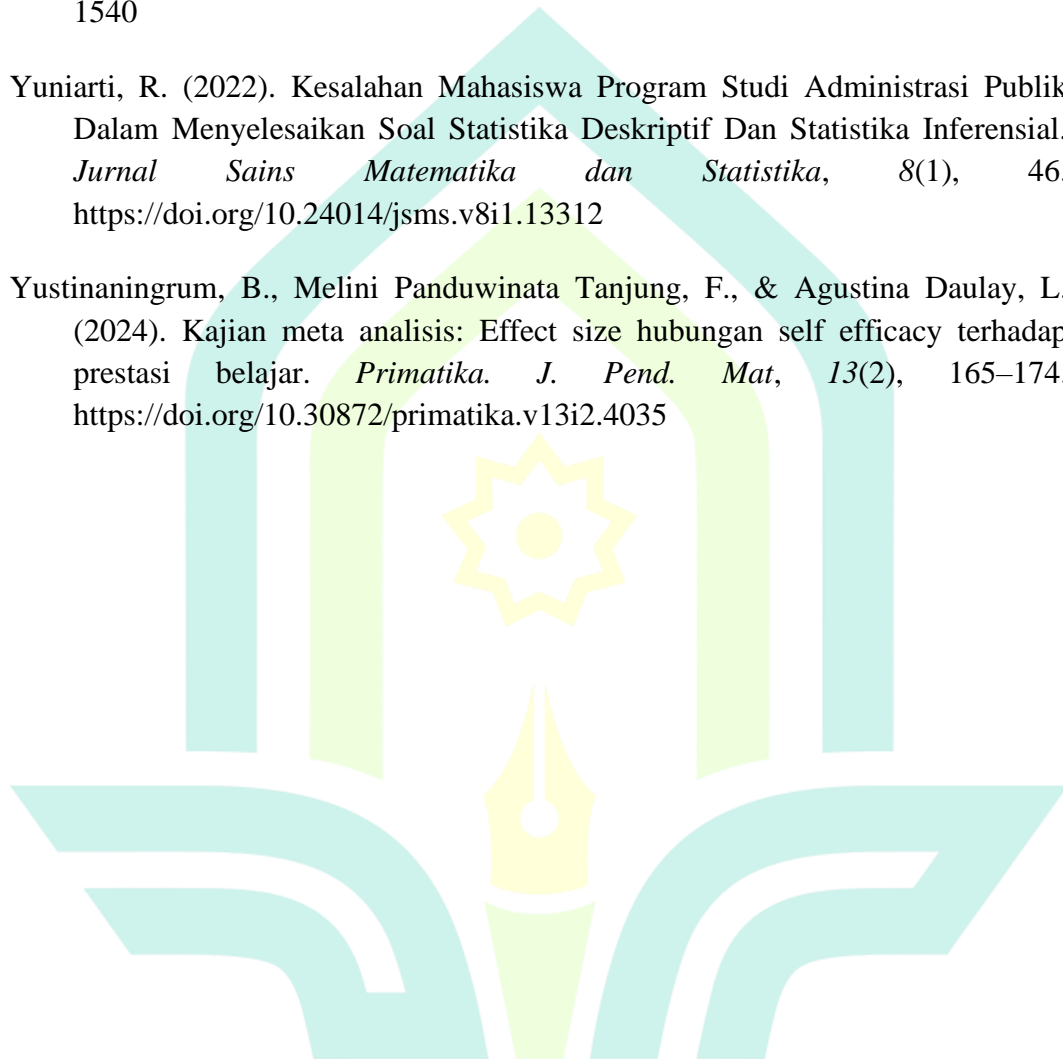 1540
Yuniarti, R. (2022). Kesalahan Mahasiswa Program Studi Administrasi Publik
Dalam Menyelesaikan Soal Statistika Deskriptif Dan Statistika Inferensial.
Jurnal Sains Matematika dan Statistika, 8(1), 46.
https://doi.org/10.24014/jsms.v8i1.13312
Yustinaningrum, B., Melini Panduwinata Tanjung, F., & Agustina Daulay, L.
(2024). Kajian meta analisis: Effect size hubungan self efficacy terhadap
prestasi belajar. Primatika. J. Pend. Mat, 13(2), 165–174.
https://doi.org/10.30872/primatika.v13i2.4035